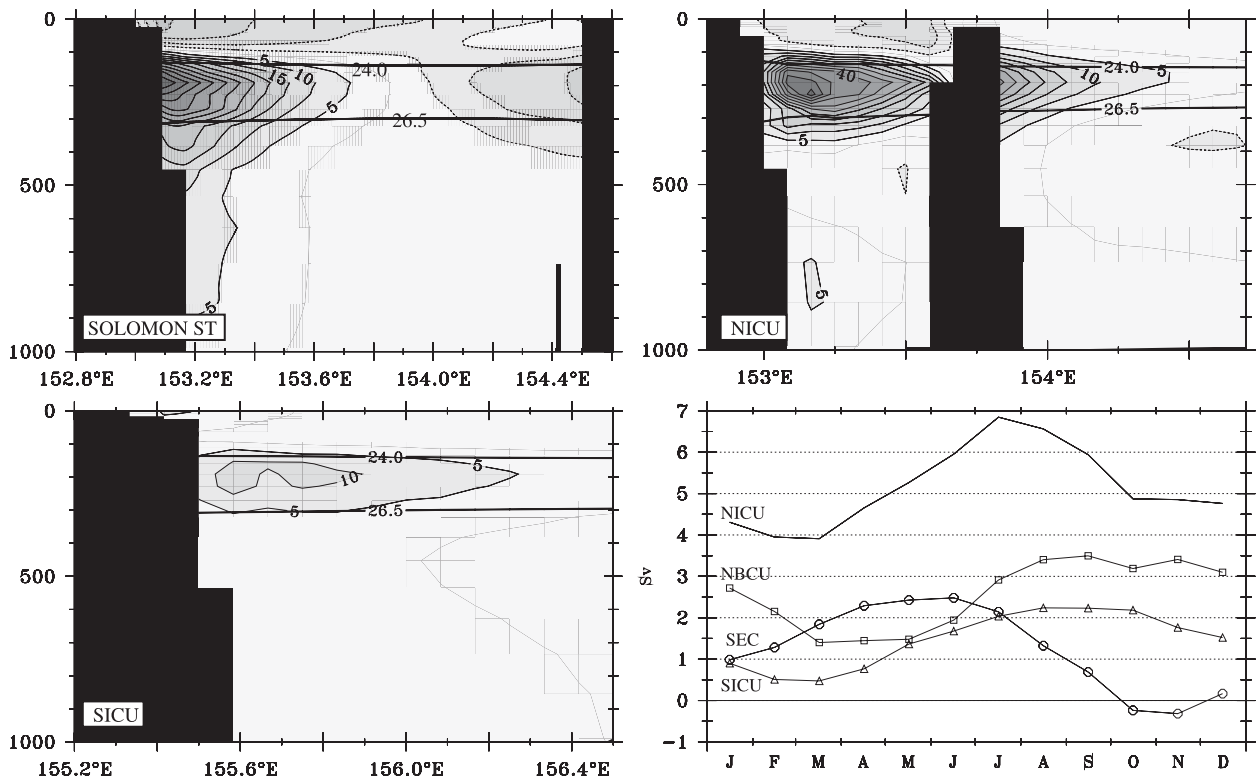 0
500
1000
5
15
10
24.0
5
26.5
5
SOLOMON ST
152.8°E
153.2°E
153.6°E
154.0°E
154.4°E
0
500
1000
40
10
24.0
5
26.5
5
5
NICU
153°E
154°E
0
500
1000
24.0
5
10
5
26.5
SICU
155.2°E
155.6°E
156.0°E
156.4°E
7
6
5
4
3
2
1
0
-1
Sv
NICU
NBCU
SEC
SICU
J F M A M J J A S O N D